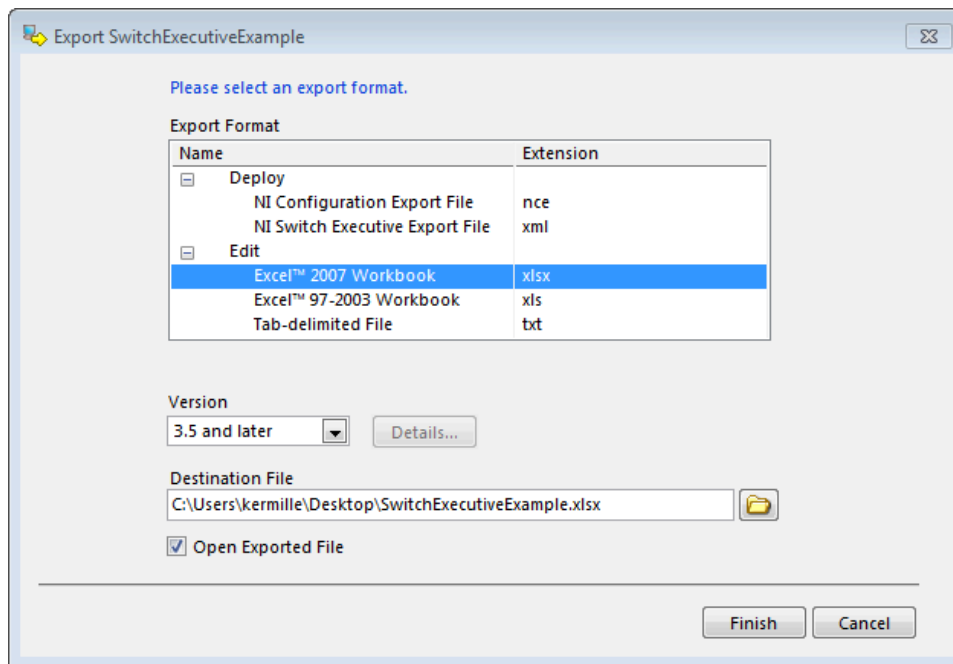 Export SwitchExecutiveExample
Please select an export format.
Export Format
Name Extension
Deploy
NI Configuration Export File nce
NI Switch Executive Export File xml
Edit
Excel™ 2007 Workbook xlsx
Excel™ 97-2003 Workbook xls
Tab-delimited File txt
Version
3.5 and later Details...
Destination File
C:\Users\kermille\Desktop\SwitchExecutiveExample.xlsx
Open Exported File
Finish Cancel